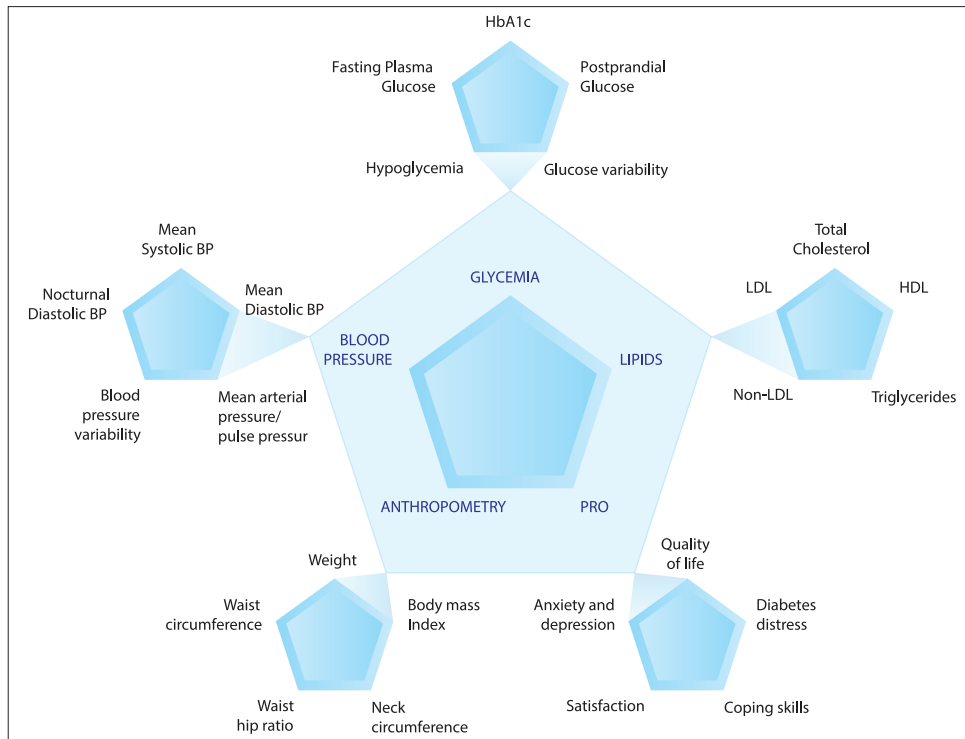 HbA1c
Fasting Plasma
Glucose
Postprandial
Glucose
Hypoglycemia
Glucose variability
Mean
Systolic BP
Nocturnal
Diastolic BP
Mean
Diastolic BP
Blood
pressure
variability
Mean arterial
pressure/
pulse pressur
Total
Cholesterol
LDL
HDL
Non-LDL
Triglycerides
GLYCEMIA
BLOOD
PRESSURE
LIPIDS
ANTHROPOMETRY
PRO
Weight
Waist
circumference
Body mass
Index
Waist
hip ratio
Neck
circumference
Quality
of life
Anxiety and
depression
Diabetes
distress
Satisfaction
Coping skills